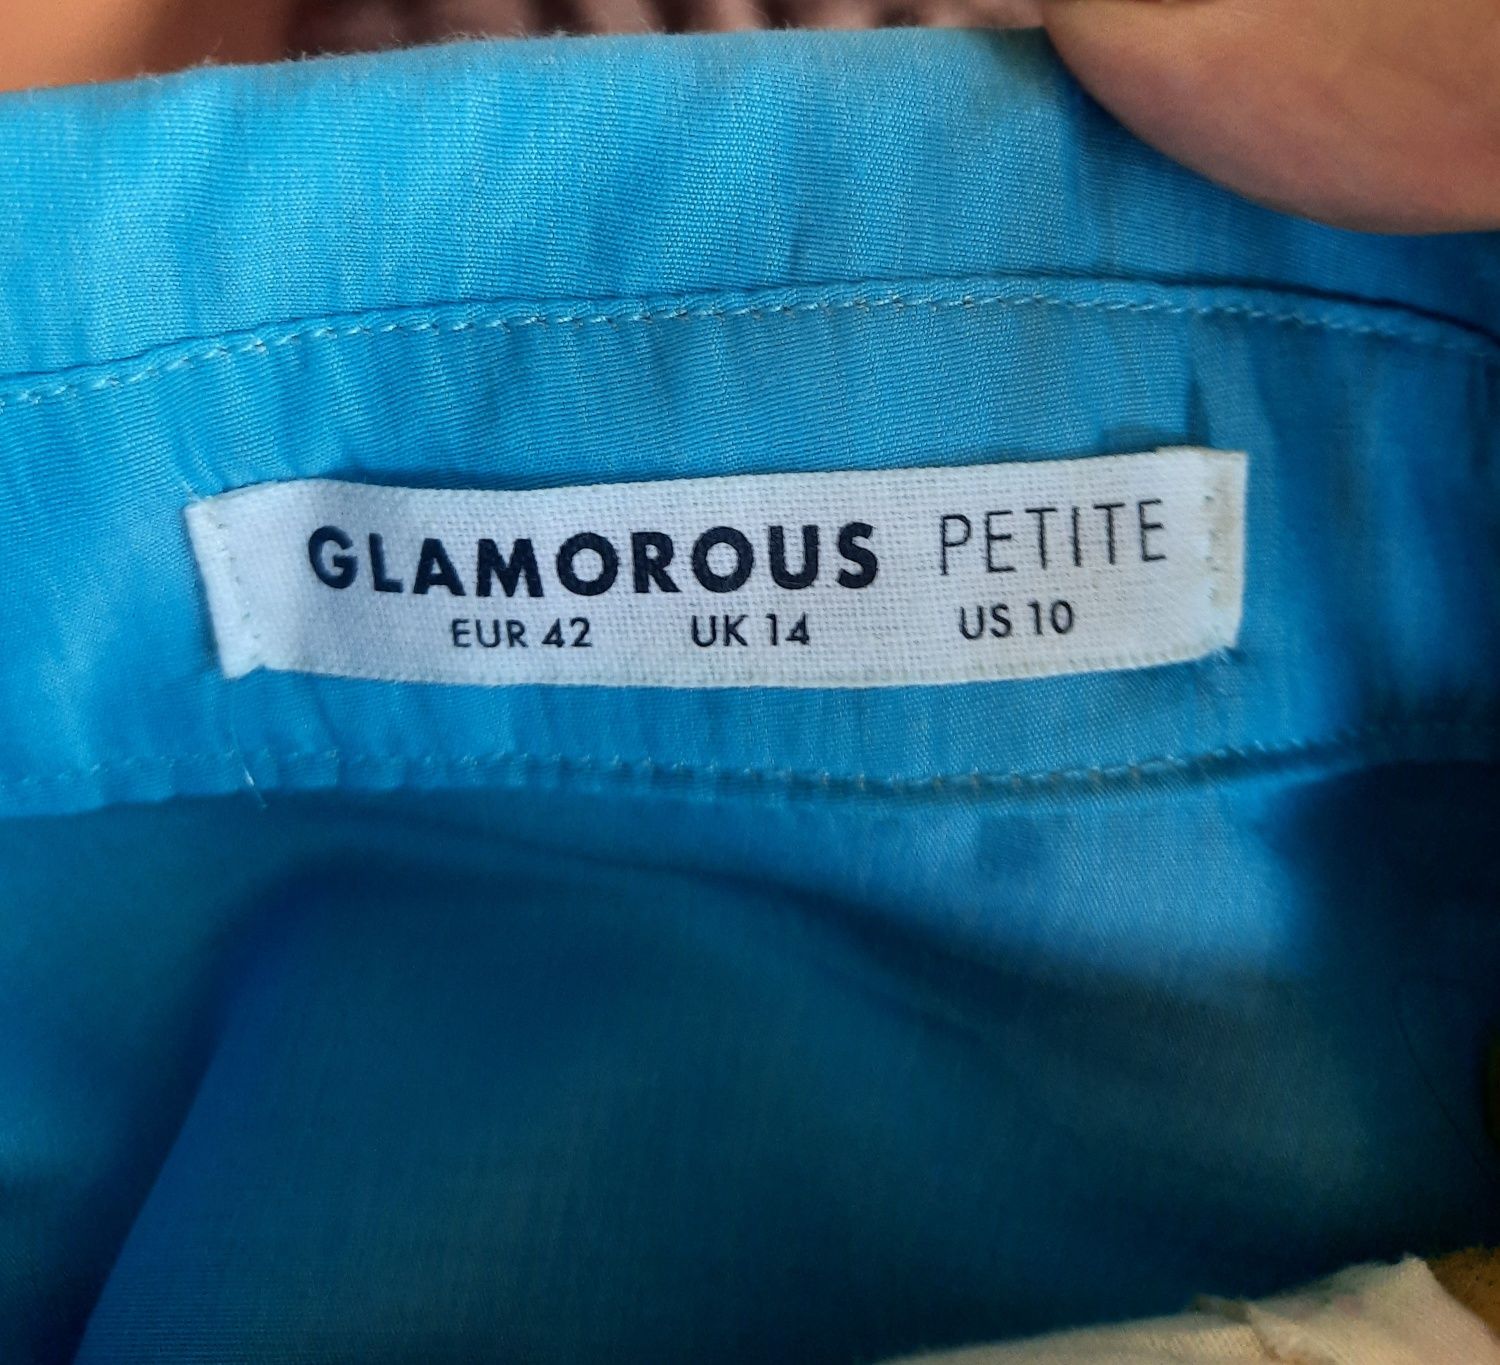 GLAMOROUS PETITE
EUR 42 UK 14 US 10